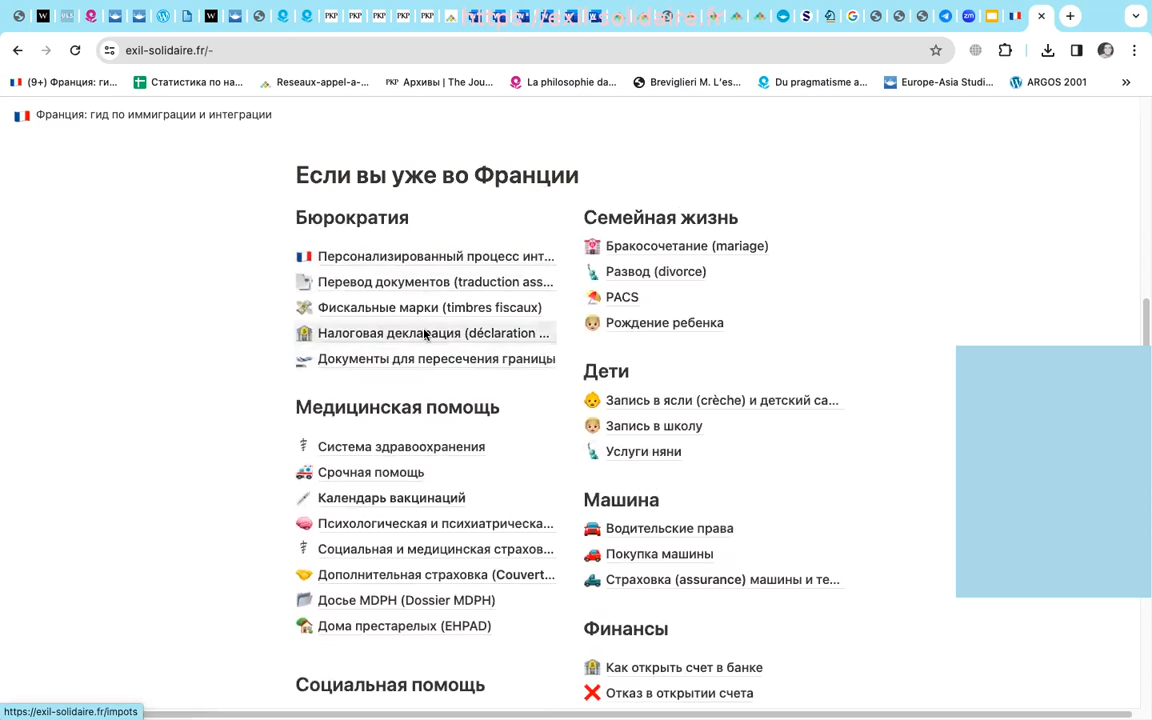 https://exil-solidaire.fr
exil-solidaire.fr/-
(9+) Франция: ги...
Статистика по на...
Reseaux-appel-a-...
РКР Архивы | The Jou...
La philosophie da...
Breviglieri M. L'es...
Du pragmatisme a...
Europe-Asia Studi...
ARGOS 2001
»
Франция: гид по иммиграции и интеграции
Если вы уже во Франции
Бюрократия
Персонализированный процесс инт...
Перевод документов (traduction ass...
Фискальные марки (timbres fiscaux)
Налоговая декларация (déclaration ...
Документы для пересечения границы
Медицинская помощь
Система здравоохранения
Срочная помощь
Календарь вакцинаций
Психологическая и психиатрическа...
Социальная и медицинская страхов...
Дополнительная страховка (Couvert...
Досье MDPH (Dossier MDPH)
Дома престарелых (EHPAD)
Социальная помощь
Семейная жизнь
Бракосочетание (mariage)
Развод (divorce)
PACS
Рождение ребенка
Дети
Запись в ясли (crèche) и детский са...
Запись в школу
Услуги няни
Машина
Водительские права
Покупка машины
Страховка (assurance) машины и те...
Финансы
Как открыть счет в банке
Отказ в открытии счета
https://exil-solidaire.fr/impots